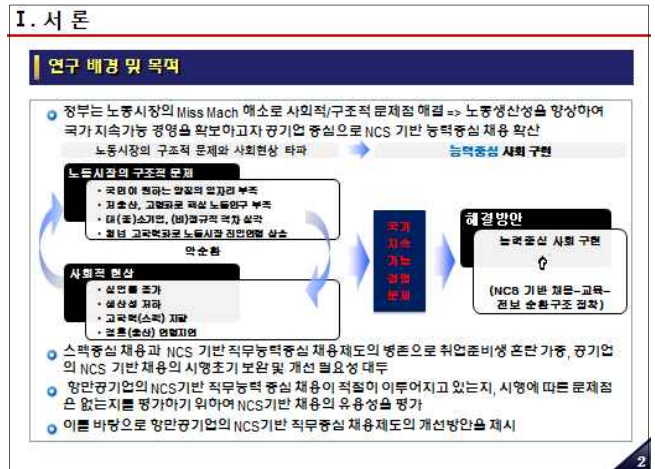 I. 서 론
연구 배경 및 목적
정부는 노동시장의 Miss Mach 해소로 사회적/구조적 문제점 해결 => 노동생산성을 향상하여
국가 지속가능 경영을 확보하고자 공기업 중심으로 NCS 기반 능력중심 채용 확산
노동시장의 구조적 문제와 사회현상 타파
능력중심 사회 구현
노동시장의 구조적 문제
• 국민이 원하는 양질의 일자리 부족
• 저출산, 고령화로 핵심 노동인구 부족
• 대(중)소기업, (비)정규직 격차 심각
• 청년 고국력화로 노동시장 진입연령 상승
악순환
사회적 현상
• 실업률 증가
• 생산성 저하
• 고국력(스펙) 지향
• 결혼(출산) 연령지연
국가
지속
가능
경영
문제
해결방안
능력중심 사회 구현
(NCS 기반 채용–교육–
전보 순환구조 정착)
스펙중심 채용과 NCS 기반 직무능력중심 채용제도의 병존으로 취업준비생 혼란 가중, 공기업
의 NCS 기반 채용의 시행초기 보완 및 개선 필요성 대두
항만공기업의 NCS기반 직무능력 중심 채용이 적절히 이루어지고 있는지, 시행에 따른 문제점
은 없는지를 평가하기 위하여 NCS기반 채용의 유용성을 평가
이를 바탕으로 항만공기업의 NCS기반 직무중심 채용제도의 개선방안을 제시
2